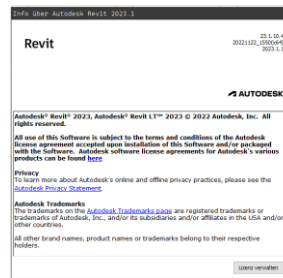 Info über Autodesk Revit 2023.1
Revit
23.1.10.4
20221122_1500(x64)
2023.1.1
AUTODESK
Autodesk® Revit® 2023, Autodesk® Revit LT™ 2023 © 2022 Autodesk, Inc. All
rights reserved.
All use of this Software is subject to the terms and conditions of the Autodesk
license agreement accepted upon installation of this Software and/or packaged
with the Software. Autodesk software license agreements for Autodesk's various
products can be found here
Privacy
To learn more about Autodesk's online and offline privacy practices, please see the
Autodesk Privacy Statement.
Autodesk Trademarks
The trademarks on the Autodesk Trademarks page are registered trademarks or
trademarks of Autodesk, Inc., and/or its subsidiaries and/or affiliates in the USA and/or
other countries.
All other brand names, product names or trademarks belong to their respective
holders.
Lizenz verwalten